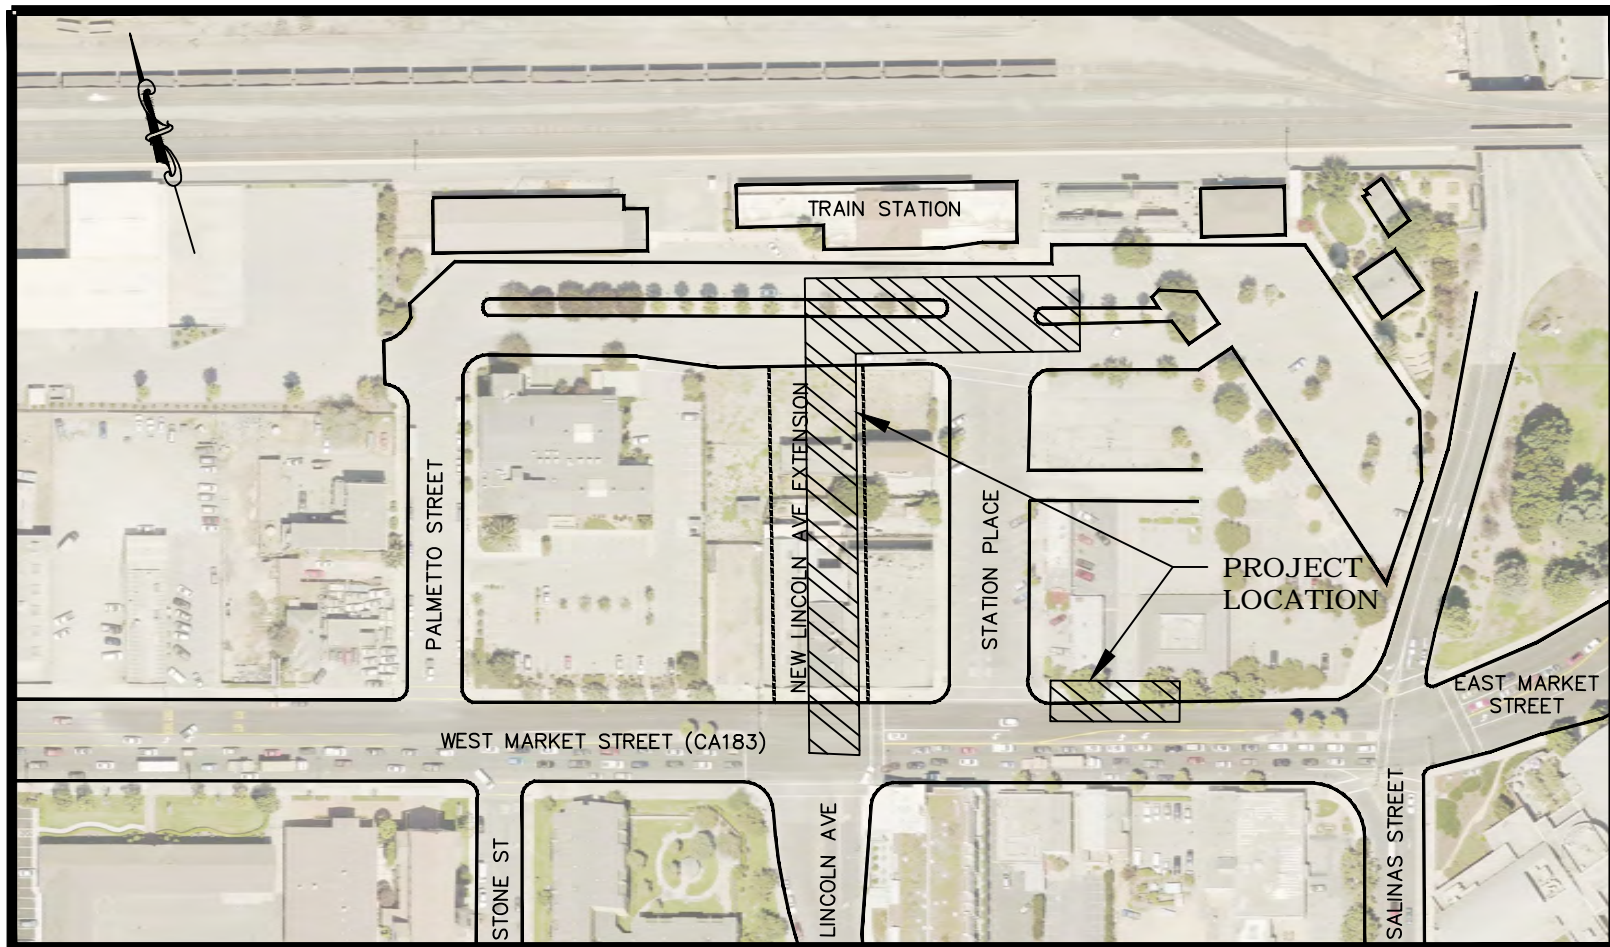 TRAIN STATION
PALMETTO STREET
NEW LINCOLN AVE EXTENSION
STATION PLACE
PROJECT
LOCATION
EAST MARKET
STREET
WEST MARKET STREET (CA183)
STONE ST
LINCOLN AVE
SALINAS STREET